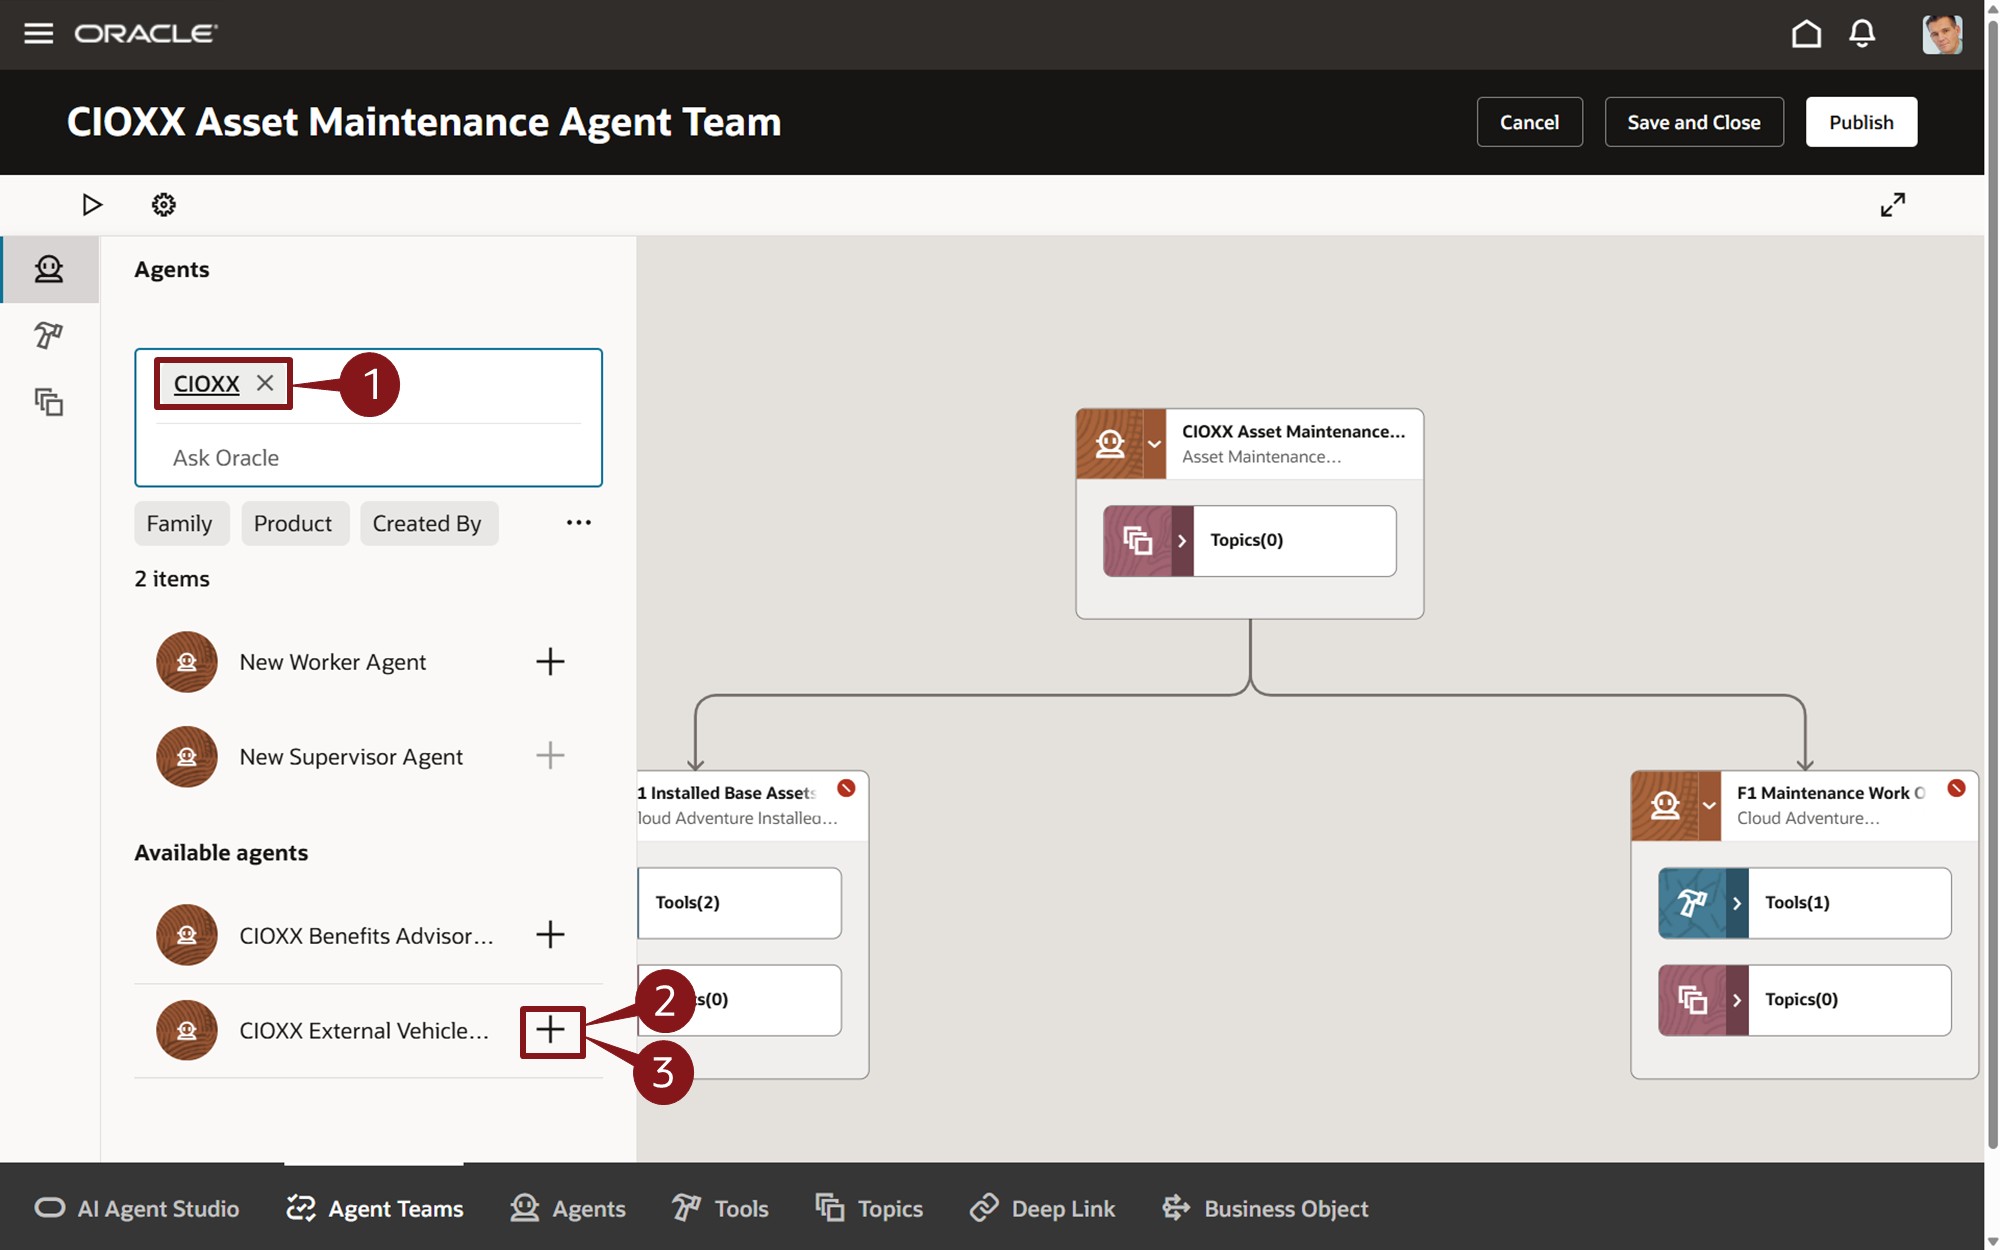 ORACLE
CIOXX Asset Maintenance Agent Team
Cancel
Save and Close
Publish
Agents
CIOXX
1
Ask Oracle
Family
Product
Created By
2 items
New Worker Agent
New Supervisor Agent
Available agents
CIOXX Benefits Advisor...
CIOXX External Vehicle...
2
3
CIOXX Asset Maintenance...
Asset Maintenance...
Topics(0)
1 Installed Base Assets
loud Adventure Installed...
Tools(2)
s(0)
F1 Maintenance Work O
Cloud Adventure...
Tools(1)
Topics(0)
AI Agent Studio
Agent Teams
Agents
Tools
Topics
Deep Link
Business Object